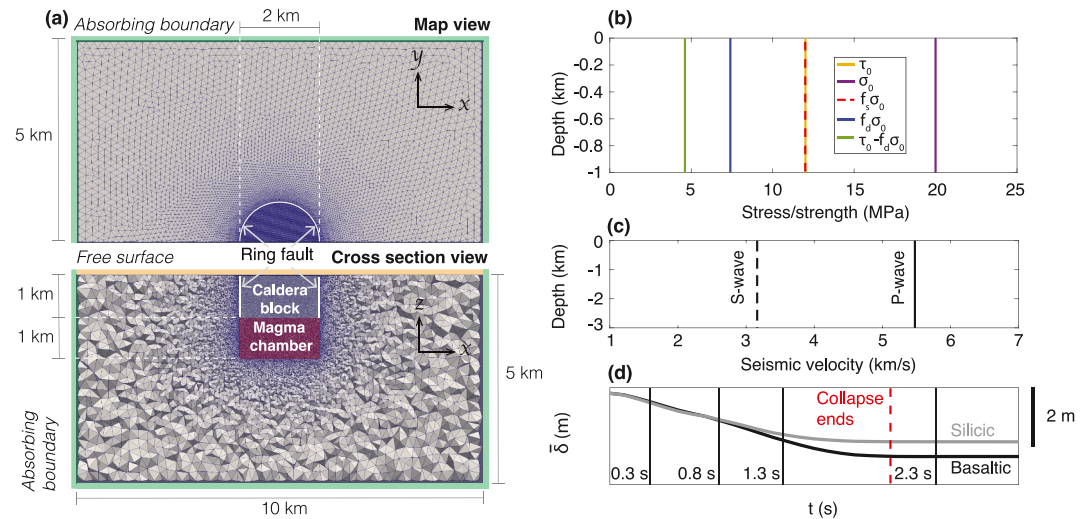 (a)
Absorbing boundary
2 km
Map view
y
x
5 km
Ring fault
Free surface
Cross section view
1 km
Caldera
block
1 km
Magma
chamber
z
x
5 km
Absorbing
boundary
10 km
(b)
0
-0.2
-0.4
-0.6
-0.8
-1
Depth (km)
τ₀
σ₀
fₛσ₀
f_dσ₀
τ₀-f_dσ₀
0 5 10 15 20 25
Stress/strength (MPa)
(c)
0
-1
-2
-3
Depth (km)
S-wave
P-wave
1 2 3 4 5 6 7
Seismic velocity (km/s)
(d)
Collapse
ends
2 m
δ̄ (m)
Silicic
Basaltic
0.3 s 0.8 s 1.3 s 2.3 s
t (s)